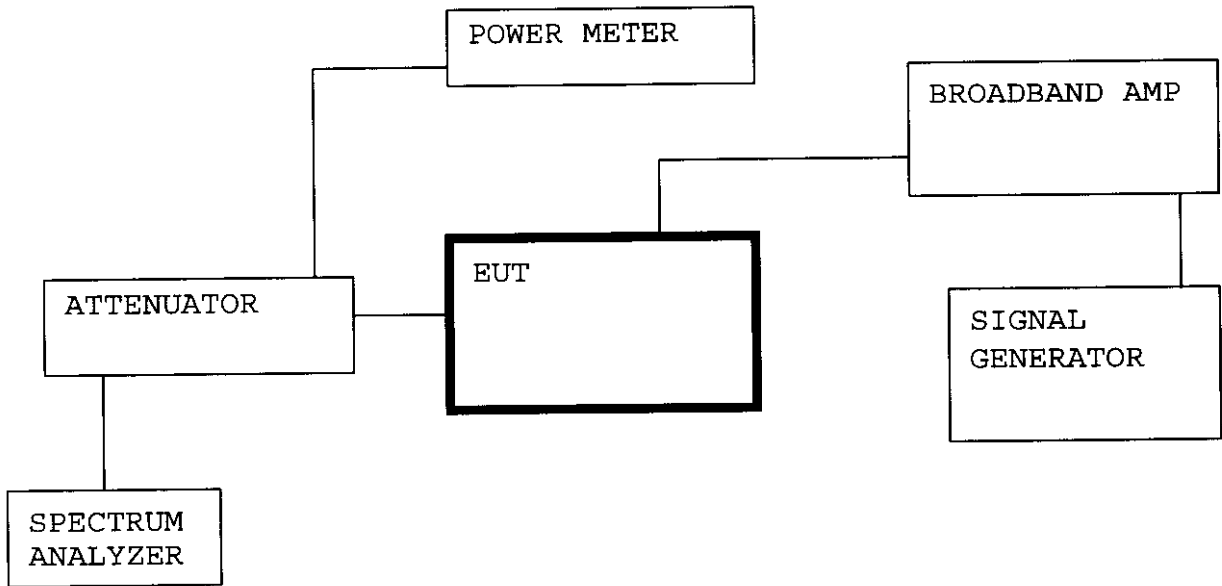 POWER METER
BROADBAND AMP
EUT
ATTENUATOR
SIGNAL
GENERATOR
SPECTRUM
ANALYZER